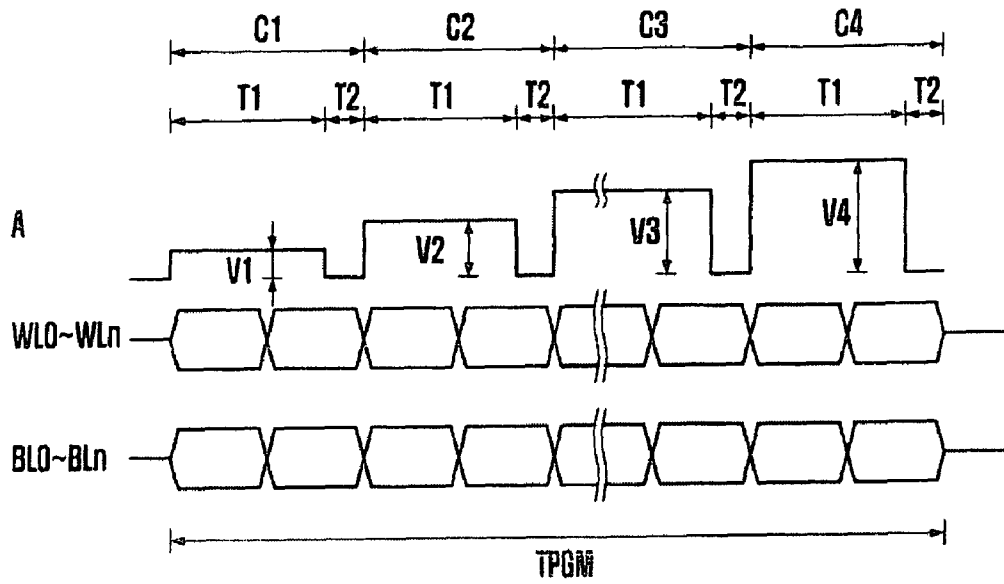 C1 C2 C3 C4
T1 T2 T1 T2 T1 T2 T1 T2
A V1 V2 V3 V4
WL0~WLn
BL0~BLn
TPGM